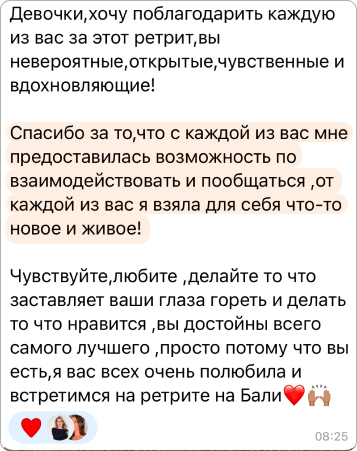 Девочки,хочу поблагодарить каждую
из вас за этот ретрит,вы
невероятные,открытые,чувственные и
вдохновляющие!
Спасибо за то,что с каждой из вас мне
предоставилась возможность по
взаимодействовать и пообщаться ,от
каждой из вас я взяла для себя что-то
новое и живое!
Чувствуйте,любите ,делайте то что
заставляет ваши глаза гореть и делать
то что нравится ,вы достойны всего
самого лучшего ,просто потому что вы
есть,я вас всех очень полюбила и
встретимся на ретрите на Бали❤️🙌🏽
08:25